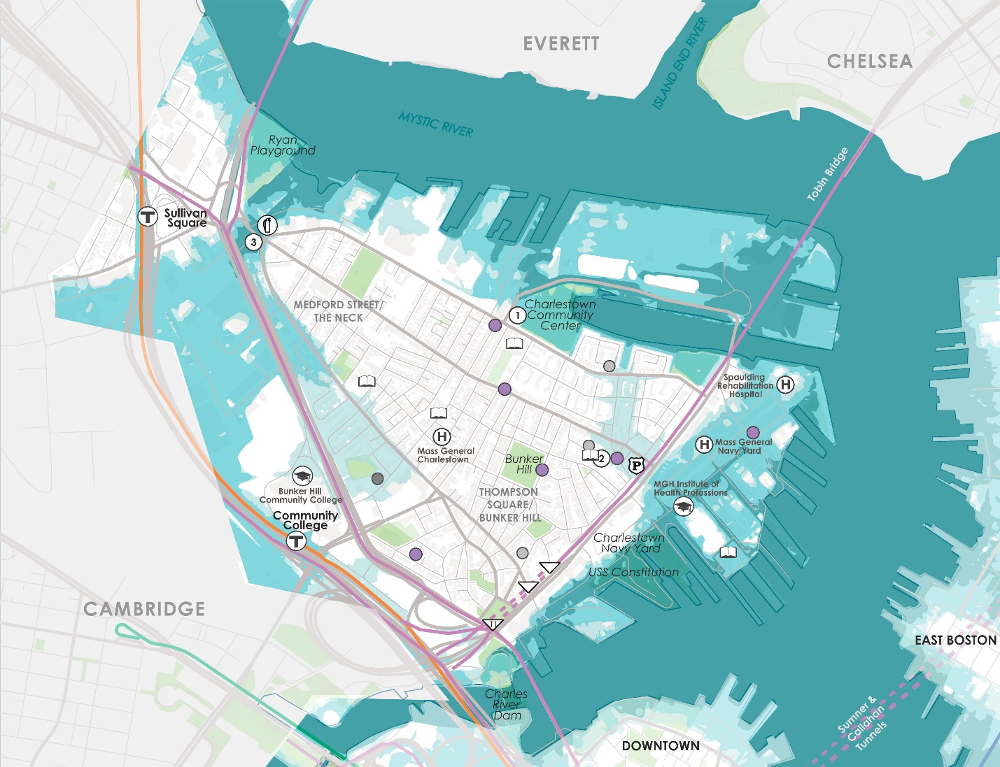 EVERETT
CHELSEA
ISLAND END RIVER
MYSTIC RIVER
Ryan
Playground
Tobin Bridge
T
Sullivan
Square
3
MEDFORD STREET/
THE NECK
1
Charlestown
Community
Center
Spaulding
Rehabilitation
Hospital
H
H
Mass General
Charlestown
H
Mass General
Navy Yard
Bunker
Hill
2
P
Bunker Hill
Community College
MGH Institute of
Health Professions
THOMPSON
SQUARE/
BUNKER HILL
Community
College
T
Charlestown
Navy Yard
USS Constitution
CAMBRIDGE
EAST BOSTON
Charles
River
Dam
Sumner &
Callahan
Tunnels
DOWNTOWN